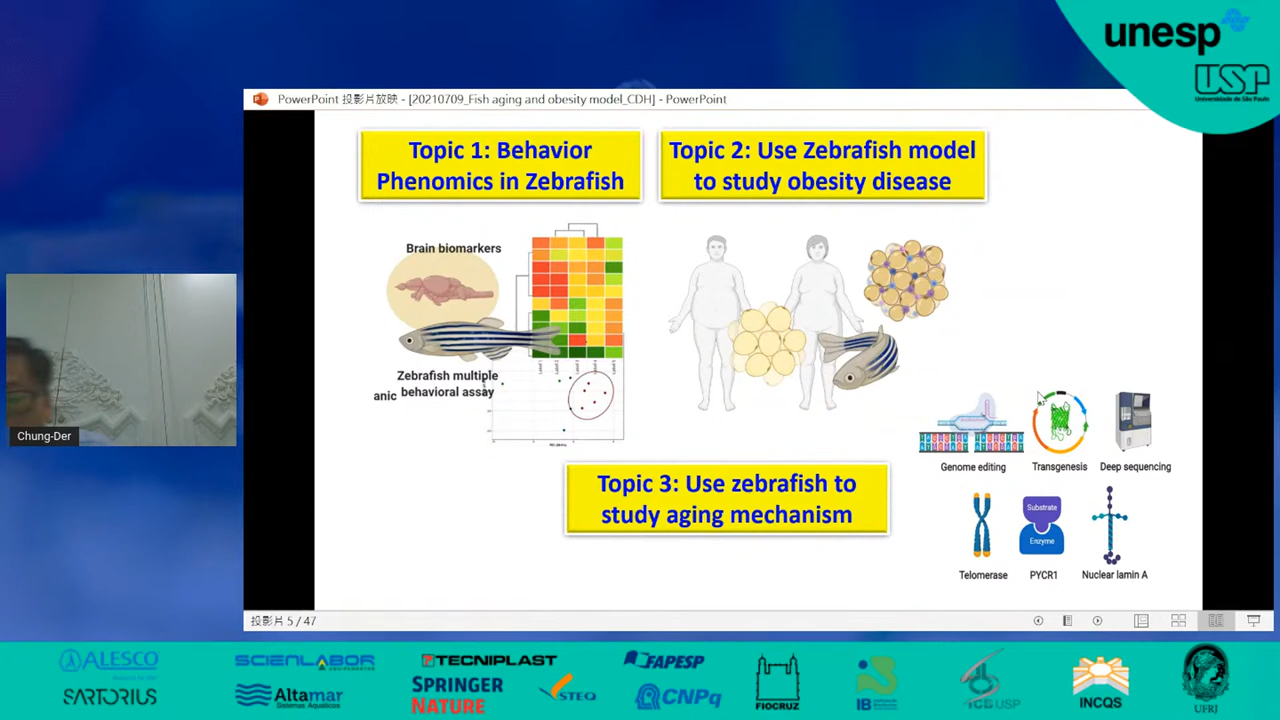 unesp
USP
Universidade de São Paulo
PowerPoint 投影片放映 - [20210709_Fish aging and obesity model_CDH] - PowerPoint
Topic 1: Behavior
Phenomics in Zebrafish
Topic 2: Use Zebrafish model
to study obesity disease
Brain biomarkers
Zebrafish multiple
anic behavioral assay
Chung-Der
Topic 3: Use zebrafish to
study aging mechanism
Genome editing
Transgenesis
Deep sequencing
Substrate
Enzyme
Telomerase
PYCR1
Nuclear lamin A
投影片 5 / 47
ALESCO
SCIENLABOR
TECNIPLAST
FAPESP
SARTORIUS
Altamar
Sistemas Aquáticos
SPRINGER
NATURE
STEQ
CNPq
FIOCRUZ
IB
ICB USP
INCQS
UFRJ